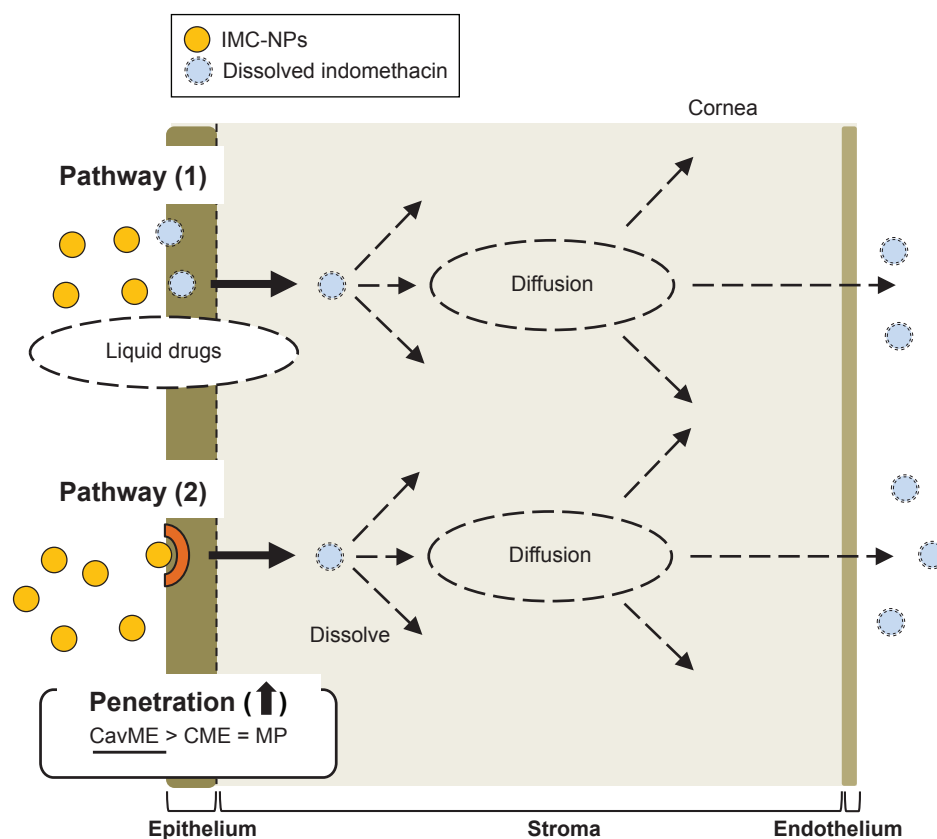 IMC-NPs
Dissolved indomethacin
Cornea
Pathway (1)
Diffusion
Liquid drugs
Pathway (2)
Diffusion
Dissolve
Penetration (⬆)
CavME > CME = MP
Epithelium Stroma Endothelium